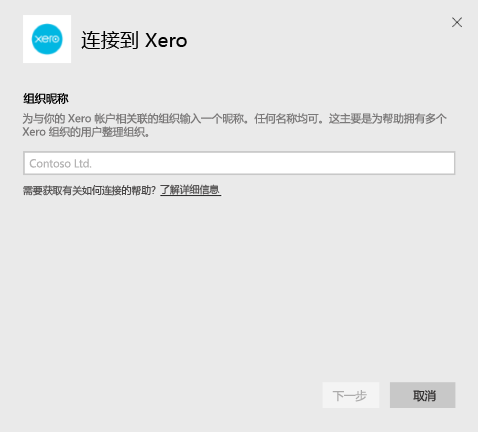 xero
连接到 Xero
组织昵称
为与你的 Xero 帐户相关联的组织输入一个昵称。任何名称均可。这主要是为帮助拥有多个
Xero 组织的用户整理组织。
Contoso Ltd.
需要获取有关如何连接的帮助? 了解详细信息
下一步
取消